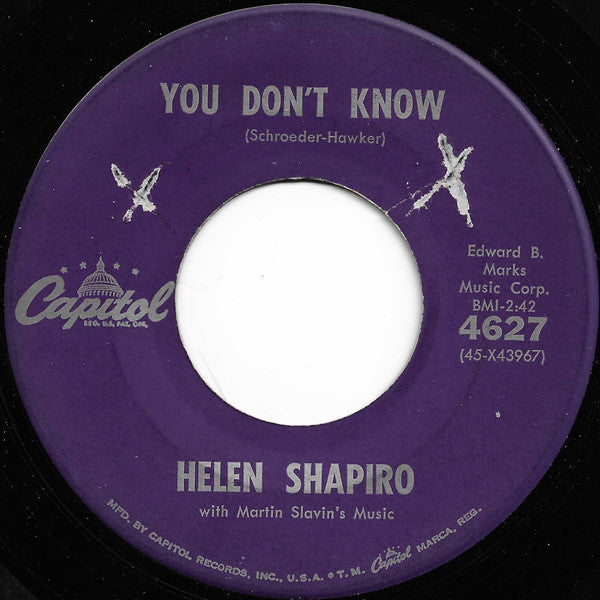 YOU DON'T KNOW
(Schroeder-Hawker)
Capitol
REG. U.S. PAT. OFF.
Edward B.
Marks
Music Corp.
BMI-2:42
4627
(45-X43967)
HELEN SHAPIRO
with Martin Slavin's Music
MFD. BY CAPITOL RECORDS, INC., U.S.A. • T.M. Capitol MARCA. REG.